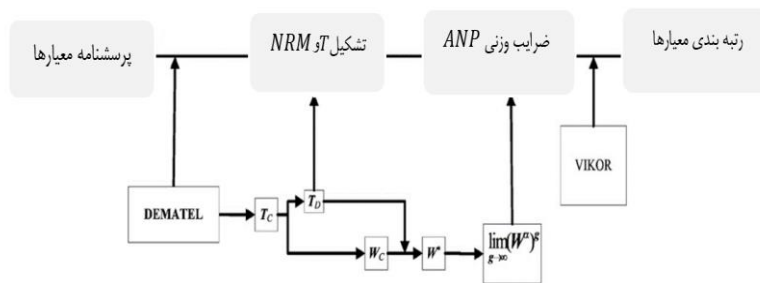 پرسشنامه معیارها
تشکیل T و NRM
ضرایب وزنی ANP
رتبه بندی معیارها
VIKOR
DEMATEL
T_C
T_D
W_C
W*
lim(W^α)^g
g→∞